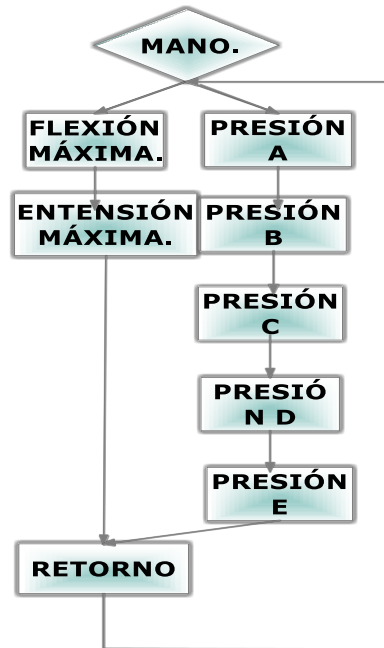 MANO.
FLEXIÓN
MÁXIMA.
PRESIÓN
A
ENTENSIÓN
MÁXIMA.
PRESIÓN
B
PRESIÓN
C
PRESIÓ
N D
PRESIÓN
E
RETORNO